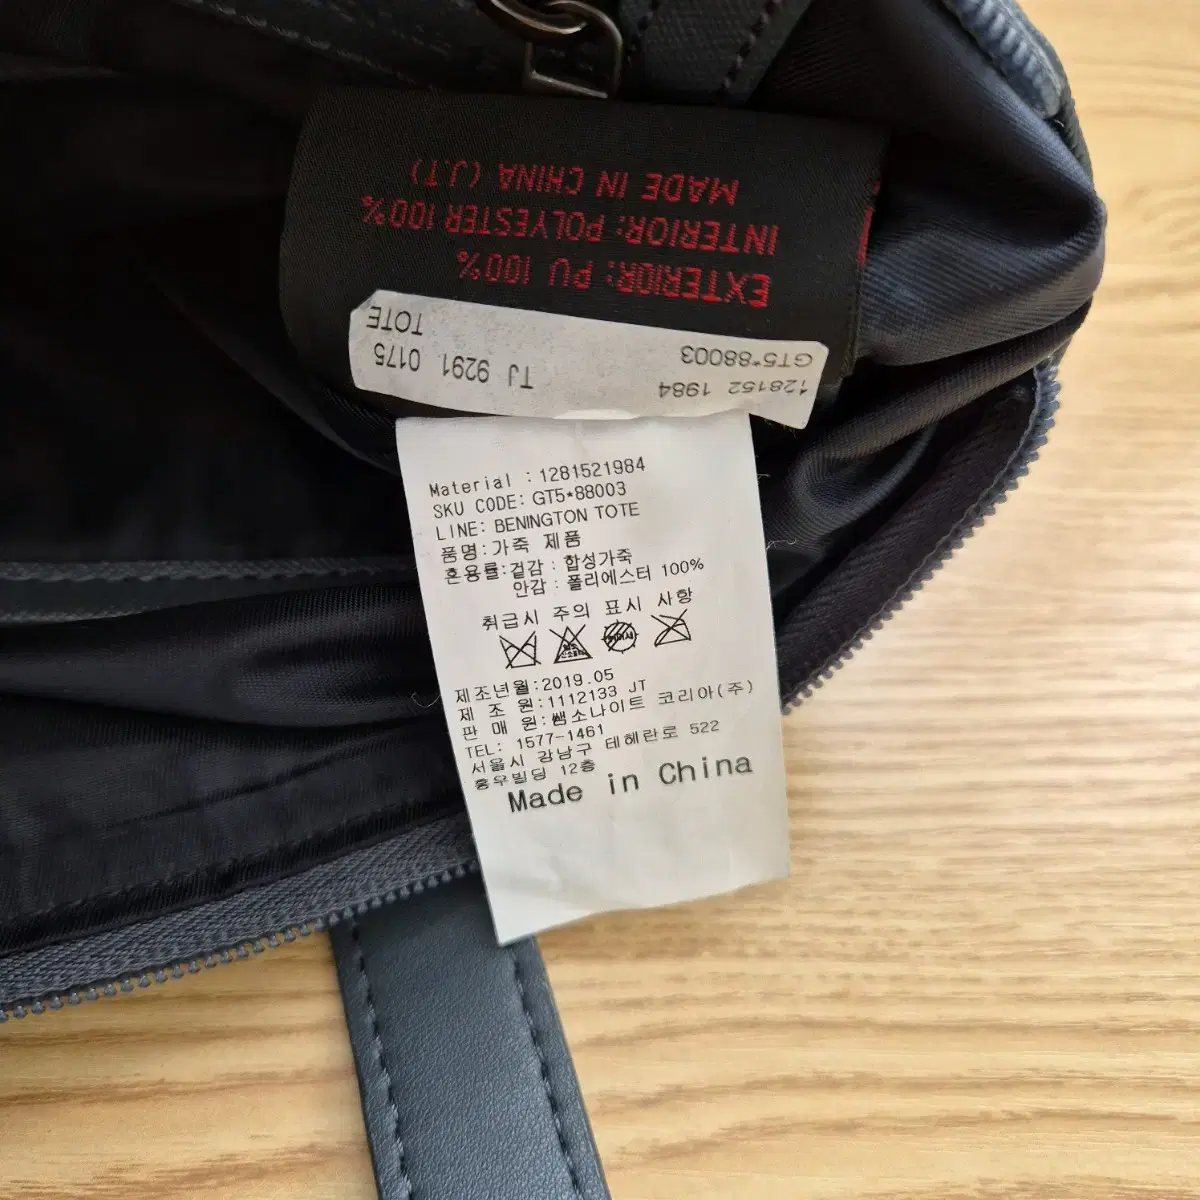 EXTERIOR: PU 100%
INTERIOR: POLYESTER 100%
MADE IN CHINA (J.T)
128152 1984
GT5*88003
TJ 9291 0175
TOTE
Material : 1281521984
SKU CODE: GT5*88003
LINE: BENINGTON TOTE
품명:가죽 제품
혼용률:겉감 : 합성가죽
안감 : 폴리에스터 100%
취급시 주의 표시 사항
제조년월:2019.05
제 조 원:1112133 JT
판 매 원:쌤소나이트 코리아(주)
TEL: 1577-1461
서울시 강남구 테헤란로 522
홍우빌딩 12층
Made in China